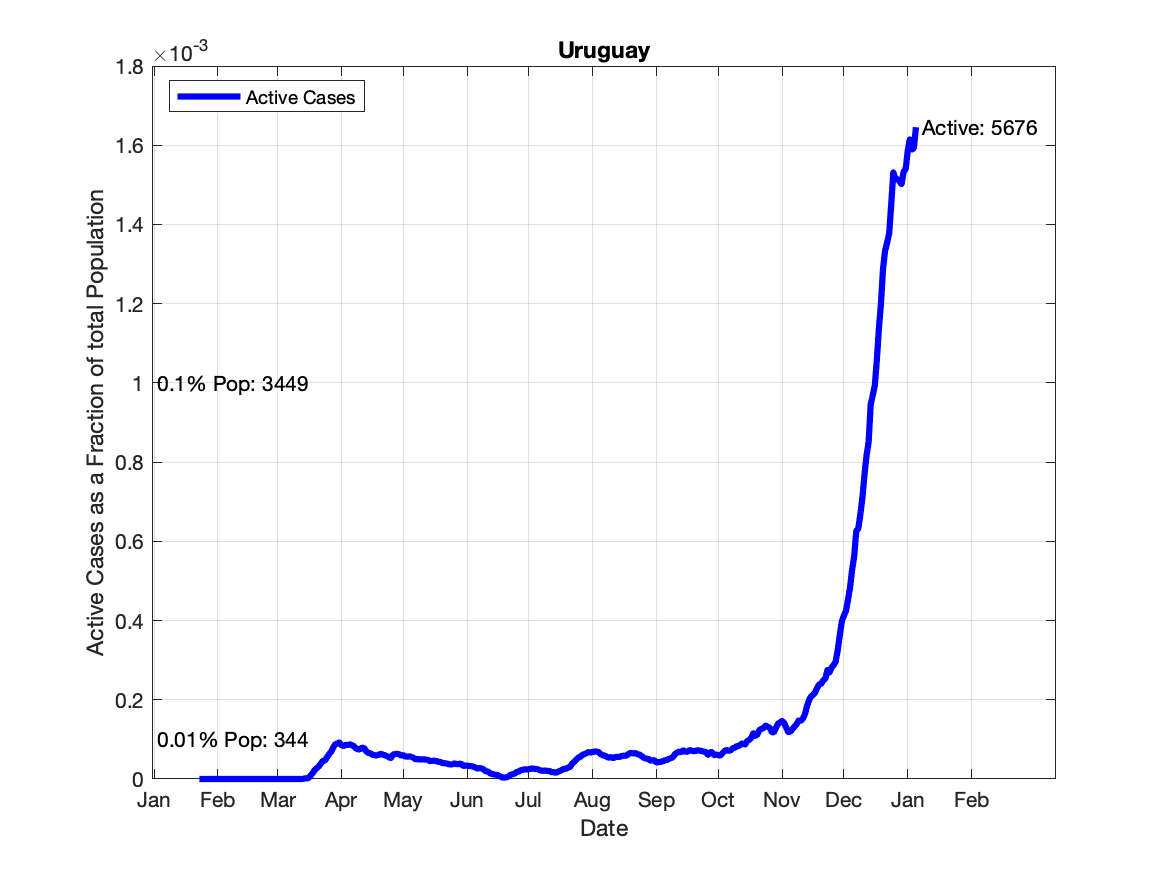 Uruguay
×10-3
1.8
1.6
1.4
1.2
1
0.8
0.6
0.4
0.2
0
Active Cases as a Fraction of total Population
Active Cases
Active: 5676
0.1% Pop: 3449
0.01% Pop: 344
Jan Feb Mar Apr May Jun Jul Aug Sep Oct Nov Dec Jan Feb
Date